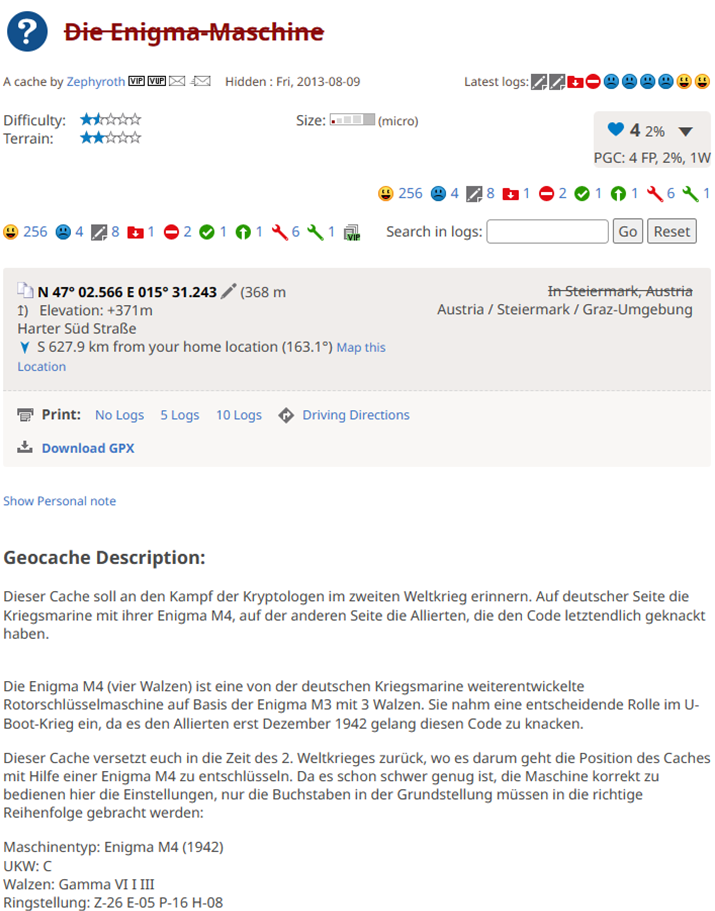 Die Enigma-Maschine
A cache by Zephyroth VIP VUP Hidden : Fri, 2013-08-09 Latest logs:
Difficulty:
Size: (micro)
Terrain:
4 2%
PGC: 4 FP, 2%, 1W
256 4 8 1 2 1 1 6 1
256 4 8 1 2 1 1 6 1 VIP Search in logs: Go Reset
N 47° 02.566 E 015° 31.243 (368 m
In Steiermark, Austria
) Elevation: +371m
Austria / Steiermark / Graz-Umgebung
Harter Süd Straße
S 627.9 km from your home location (163.1°) Map this
Location
Print: No Logs 5 Logs 10 Logs Driving Directions
Download GPX
Show Personal note
Geocache Description:
Dieser Cache soll an den Kampf der Kryptologen im zweiten Weltkrieg erinnern. Auf deutscher Seite die
Kriegsmarine mit ihrer Enigma M4, auf der anderen Seite die Allierten, die den Code letztendlich geknackt
haben.
Die Enigma M4 (vier Walzen) ist eine von der deutschen Kriegsmarine weiterentwickelte
Rotorschlüsselmaschine auf Basis der Enigma M3 mit 3 Walzen. Sie nahm eine entscheidende Rolle im U-
Boot-Krieg ein, da es den Allierten erst Dezember 1942 gelang diesen Code zu knacken.
Dieser Cache versetzt euch in die Zeit des 2. Weltkrieges zurück, wo es darum geht die Position des Caches
mit Hilfe einer Enigma M4 zu entschlüsseln. Da es schon schwer genug ist, die Maschine korrekt zu
bedienen hier die Einstellungen, nur die Buchstaben in der Grundstellung müssen in die richtige
Reihenfolge gebracht werden:
Maschinentyp: Enigma M4 (1942)
UKW: C
Walzen: Gamma VI I III
Ringstellung: Z-26 E-05 P-16 H-08